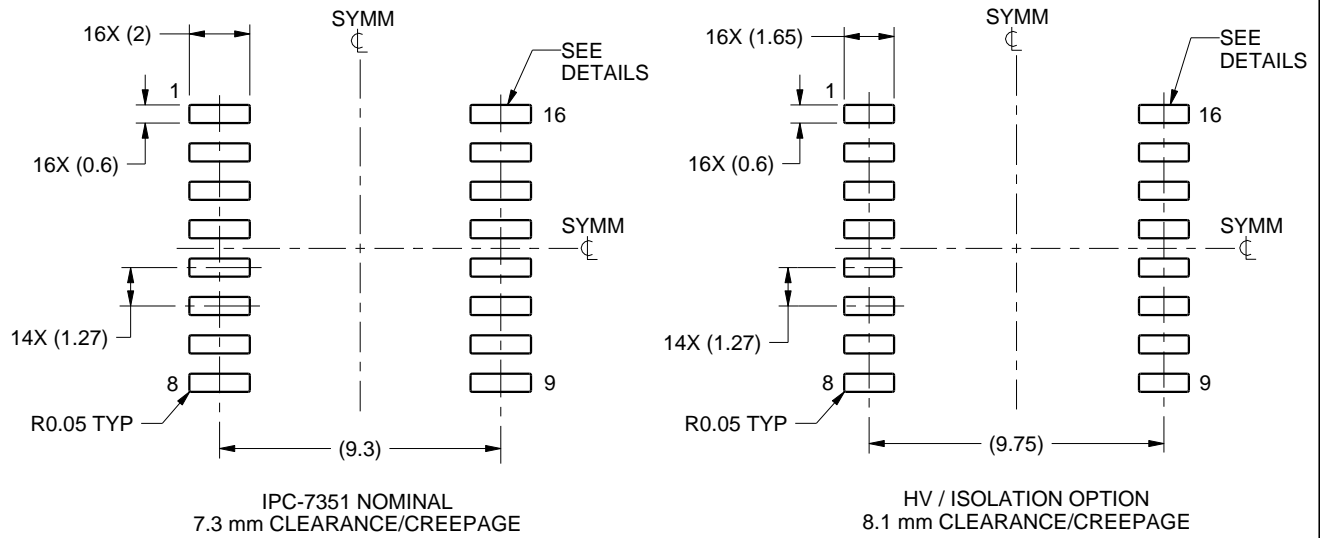 SYMM
16X (2)
SEE
DETAILS
1
16
16X (0.6)
SYMM
14X (1.27)
8
9
R0.05 TYP
(9.3)
IPC-7351 NOMINAL
7.3 mm CLEARANCE/CREEPAGE
SYMM
16X (1.65)
SEE
DETAILS
1
16
16X (0.6)
SYMM
14X (1.27)
8
9
R0.05 TYP
(9.75)
HV / ISOLATION OPTION
8.1 mm CLEARANCE/CREEPAGE